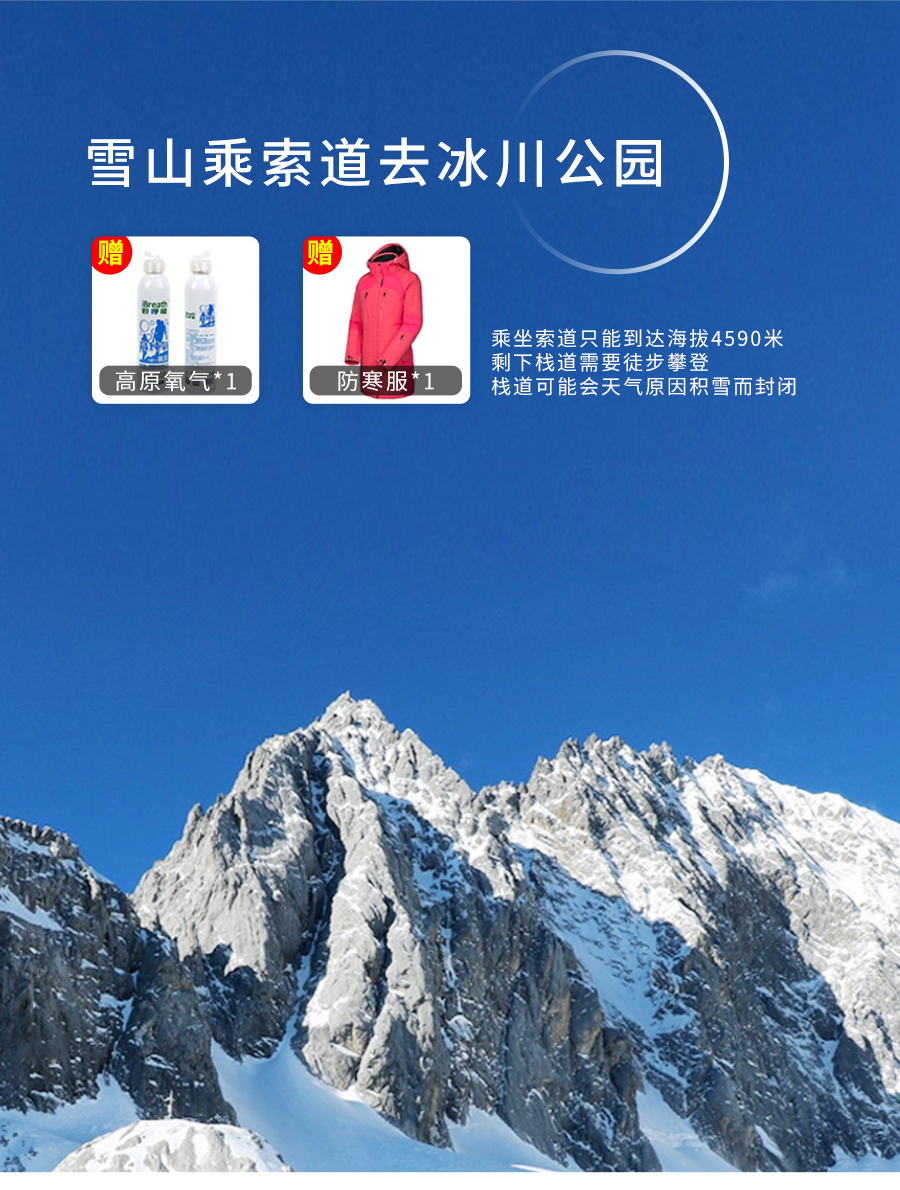 雪山乘索道去冰川公园
赠
赠
iBreath
高原氧气*1
防寒服*1
乘坐索道只能到达海拔4590米
剩下栈道需要徒步攀登
栈道可能会天气原因积雪而封闭